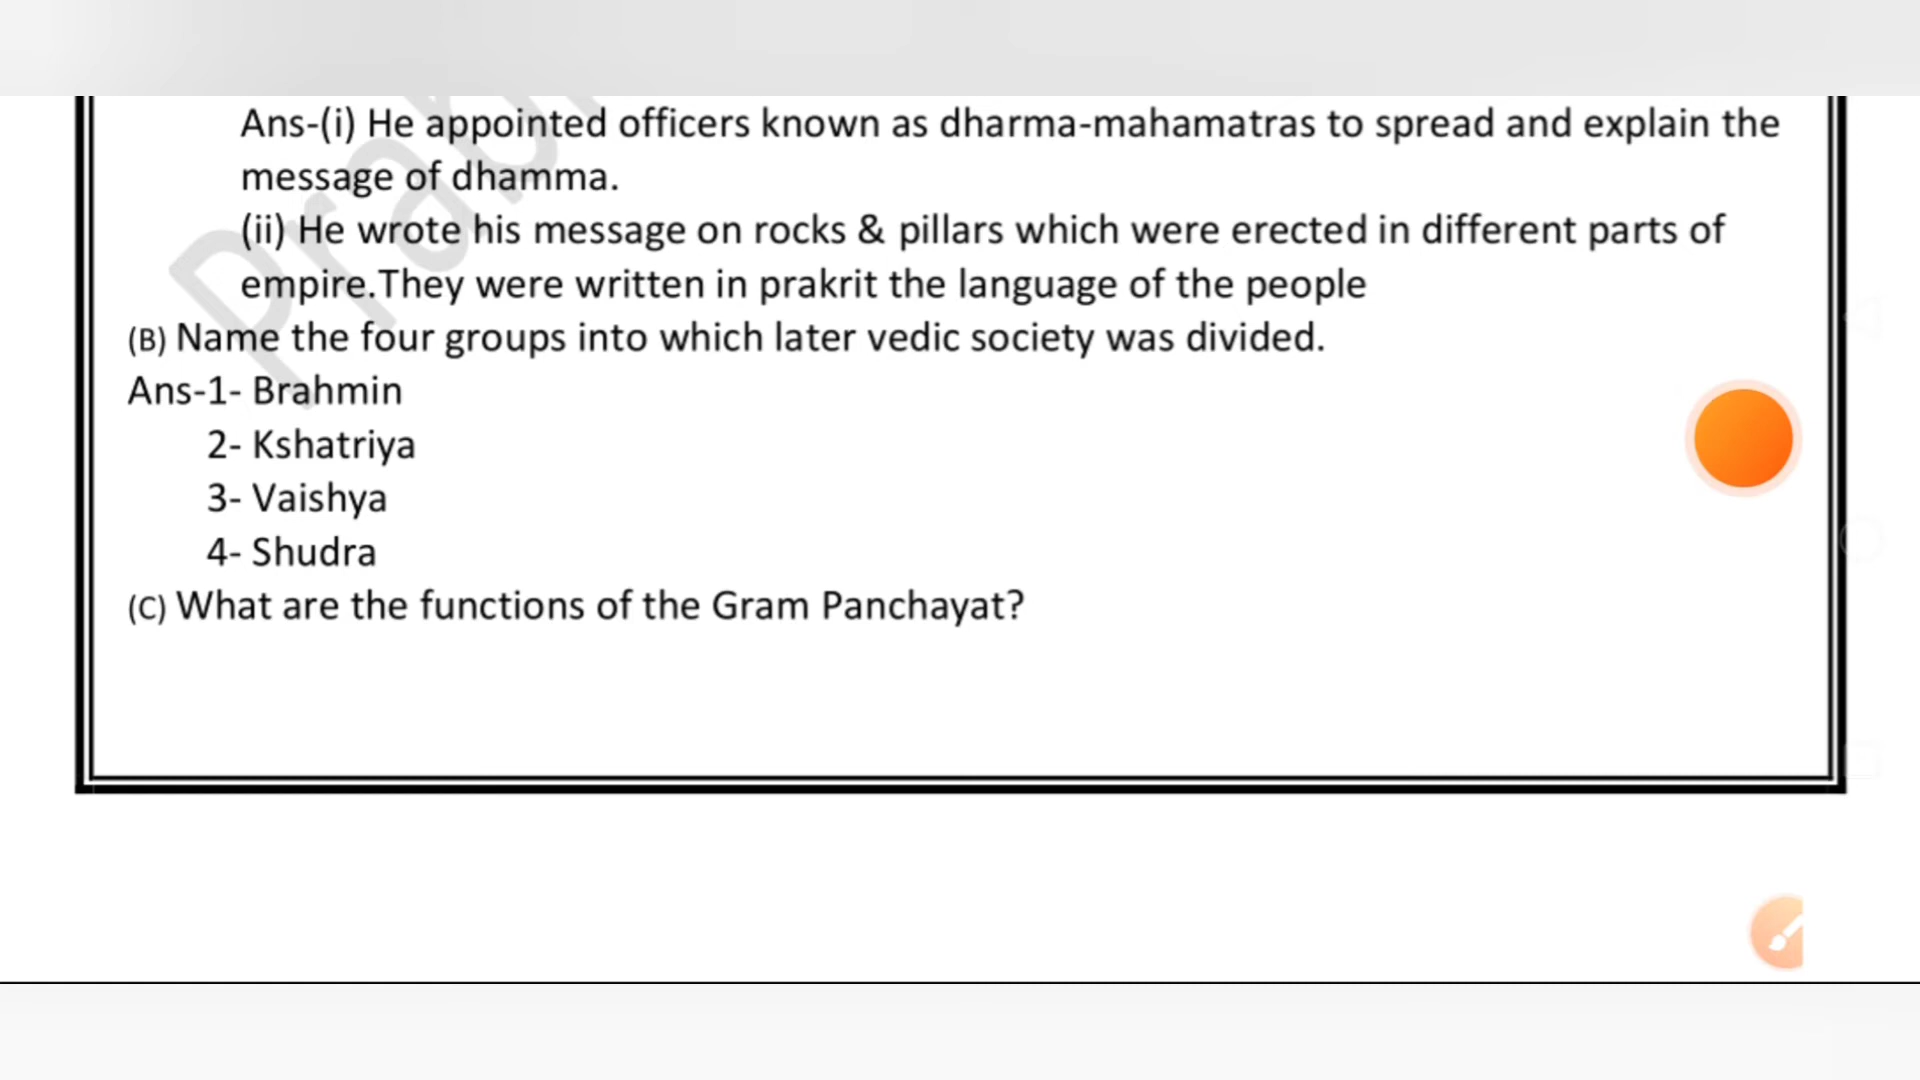 Ans-(i) He appointed officers known as dharma-mahamatras to spread and explain the
message of dhamma.
(ii) He wrote his message on rocks & pillars which were erected in different parts of
empire.They were written in prakrit the language of the people
(B) Name the four groups into which later vedic society was divided.
Ans-1- Brahmin
2- Kshatriya
3- Vaishya
4- Shudra
(C) What are the functions of the Gram Panchayat?